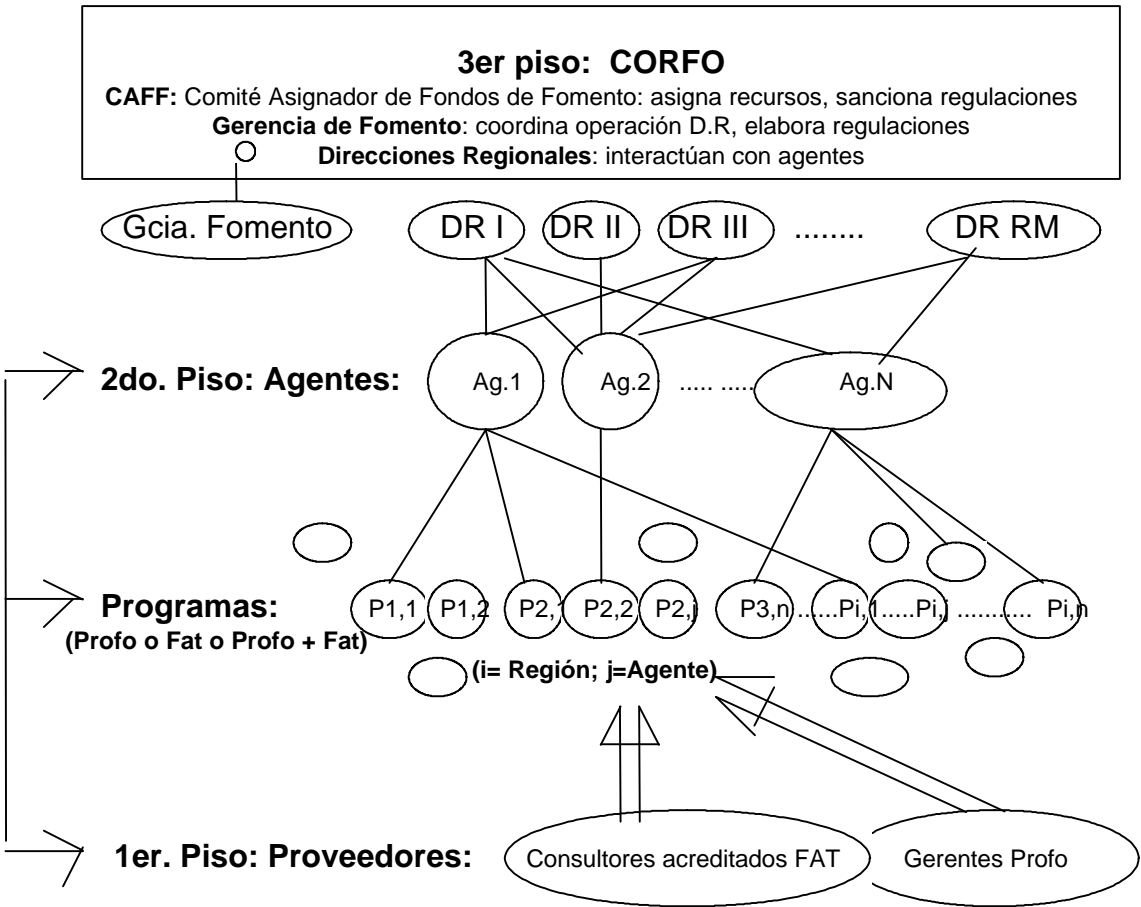 3er piso: CORFO
CAFF: Comité Asignador de Fondos de Fomento: asigna recursos, sanciona regulaciones
Gerencia de Fomento: coordina operación D.R, elabora regulaciones
Direcciones Regionales: interactúan con agentes
Gcia. Fomento DR I DR II DR III ........ DR RM
2do. Piso: Agentes: Ag.1 Ag.2 ..... ..... Ag.N
Programas: P1,1 P1,2 P2,1 P2,2 P2,j P3,n ......Pi,1.....Pi,j ........... Pi,n
(Profo o Fat o Profo + Fat)
(i= Región; j=Agente)
1er. Piso: Proveedores: Consultores acreditados FAT Gerentes Profo